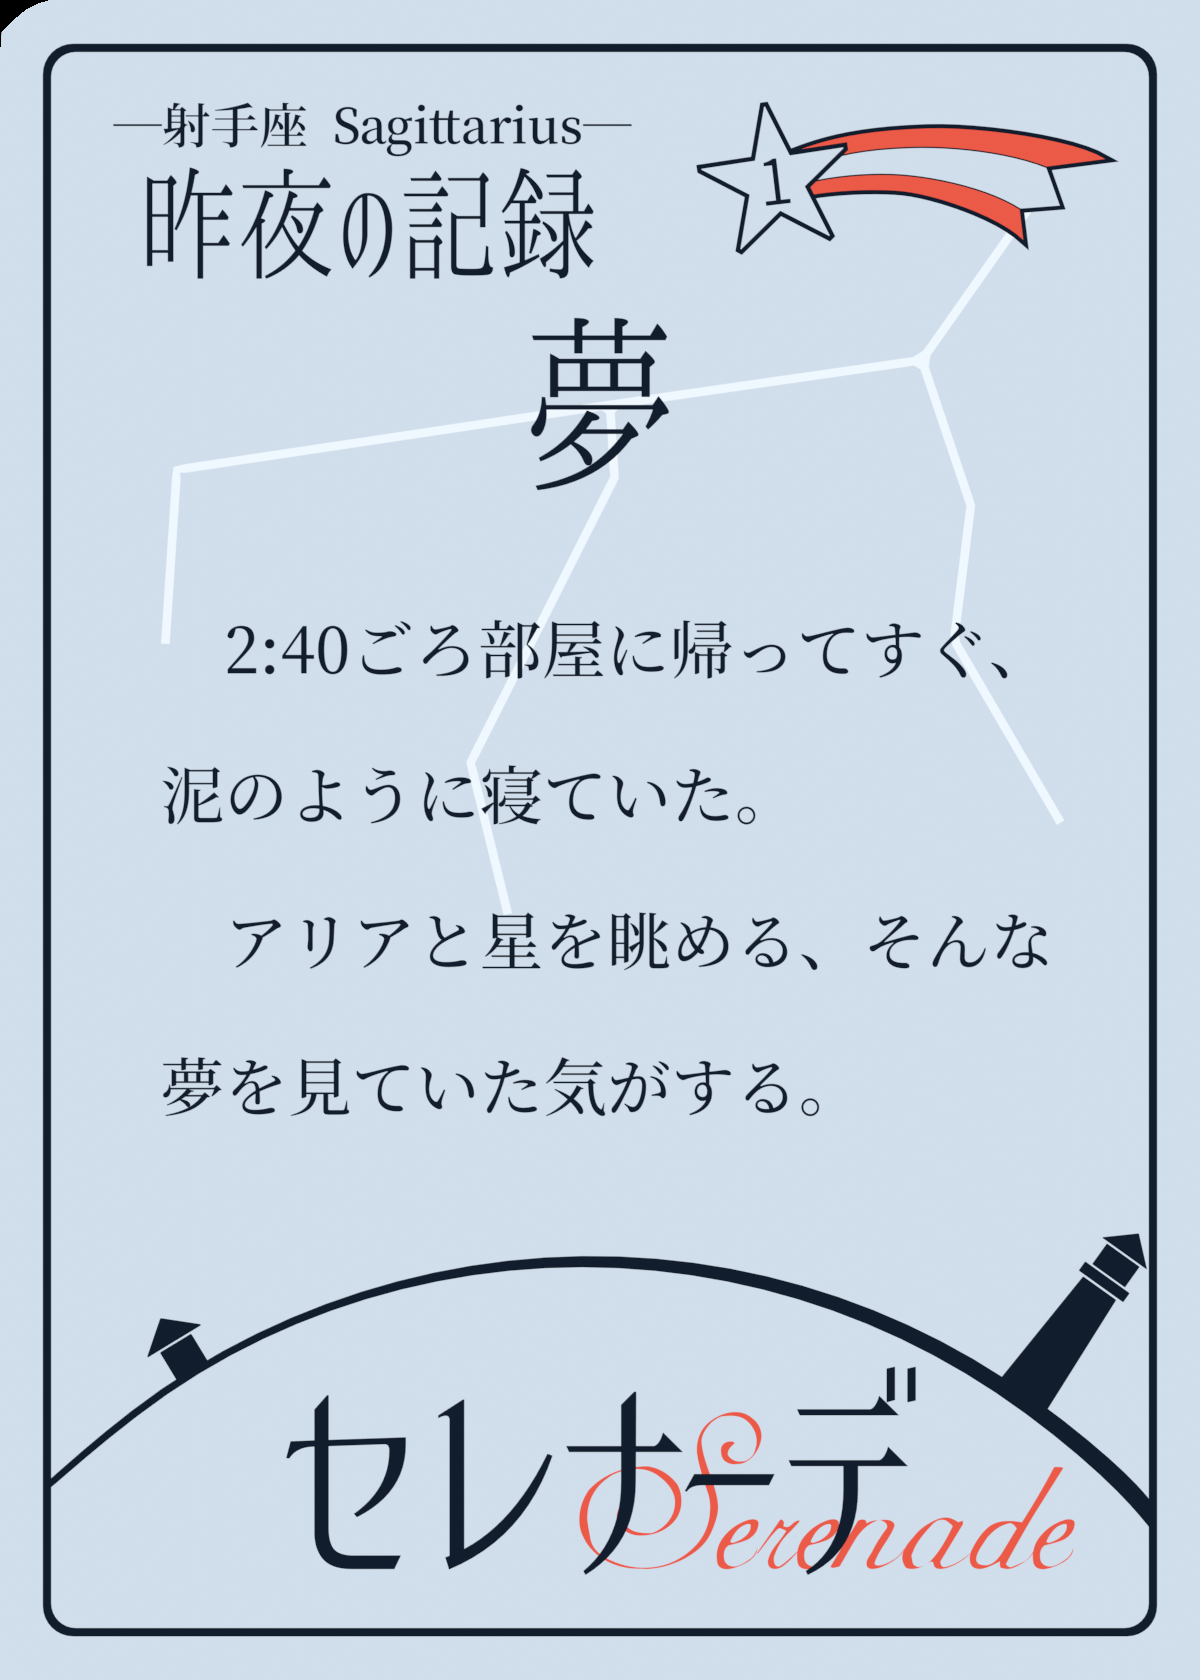 ―射手座 Sagittarius―
昨夜の記録
1
夢
2:40ごろ部屋に帰ってすぐ、
泥のように寝ていた。
アリアと星を眺める、そんな
夢を見ていた気がする。
セレナーデ
Serenade